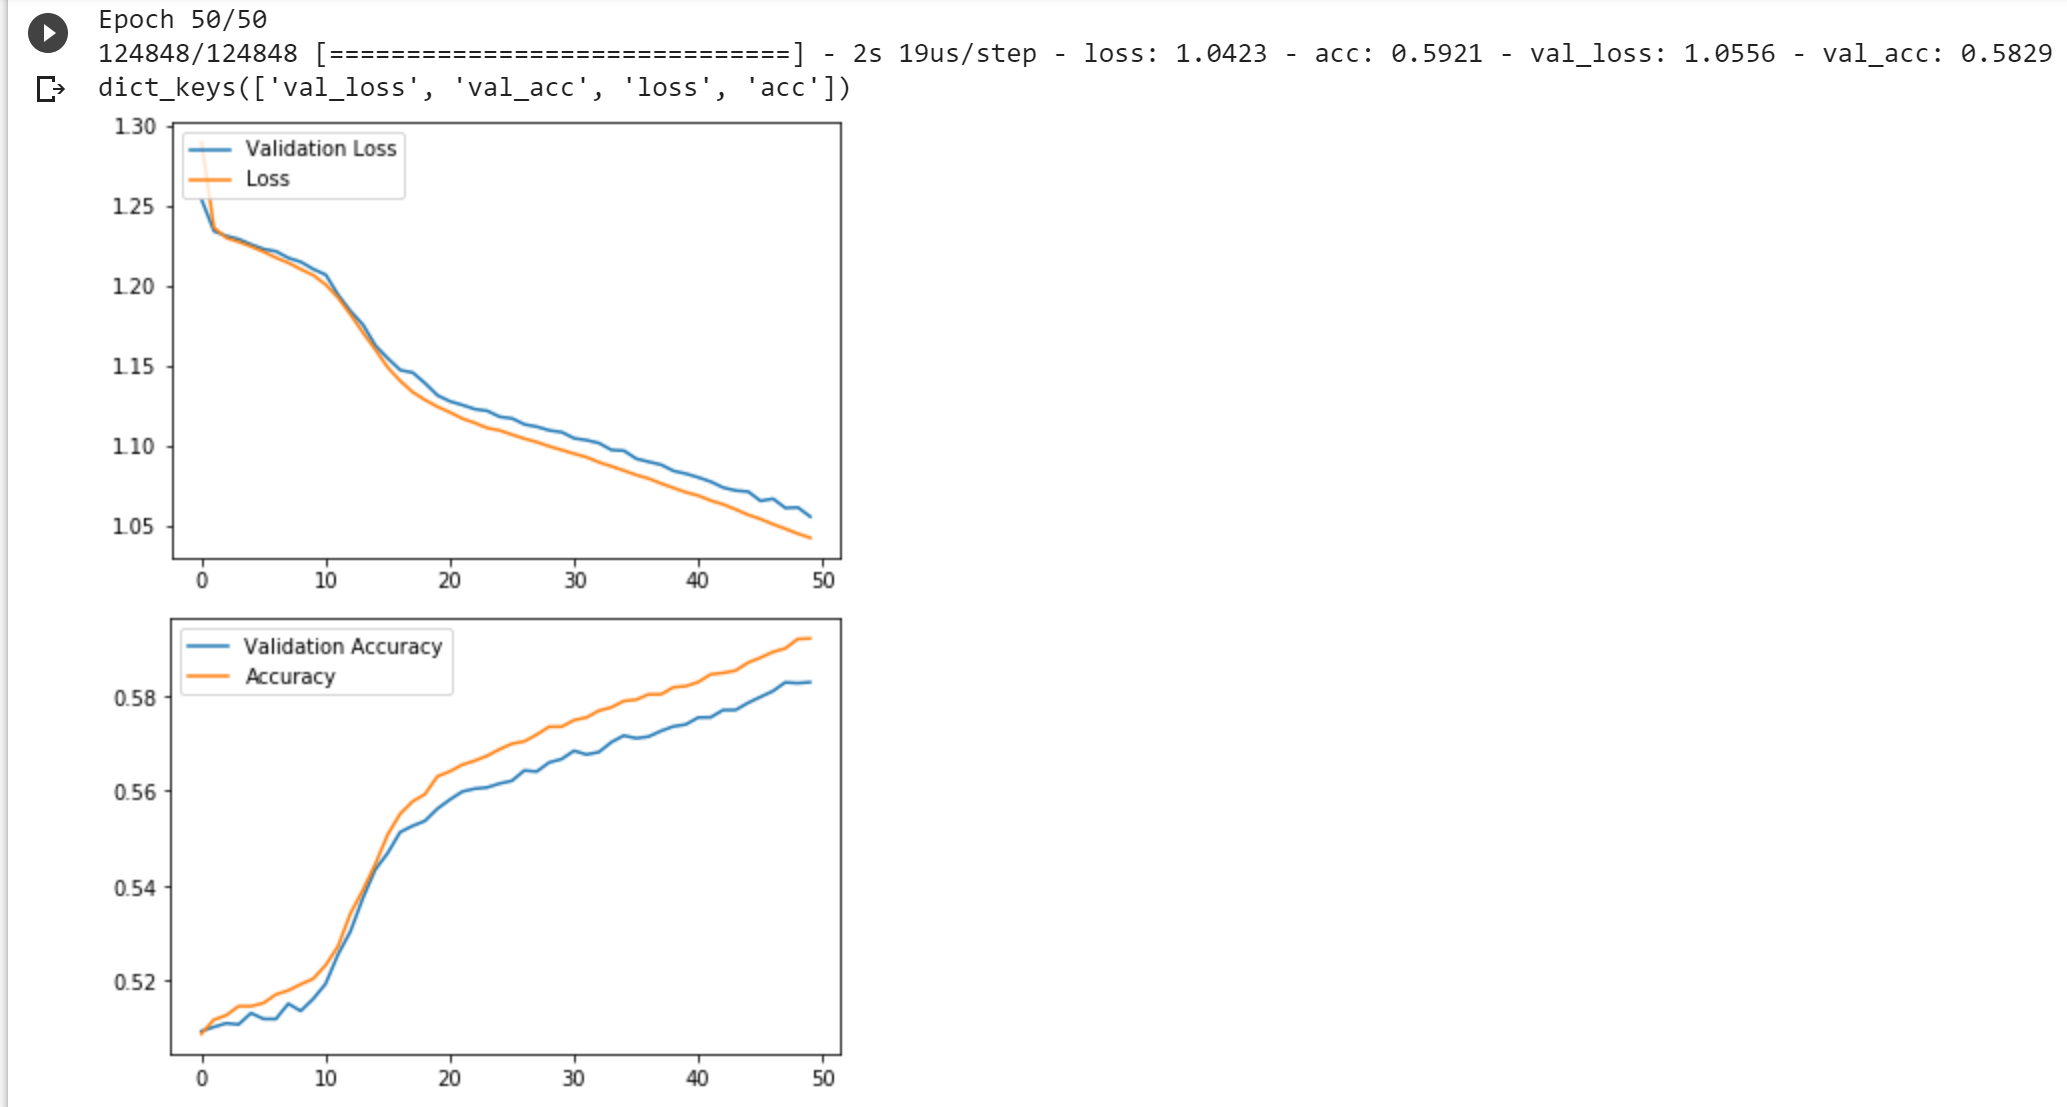 Epoch 50/50
124848/124848 [==============================] - 2s 19us/step - loss: 1.0423 - acc: 0.5921 - val_loss: 1.0556 - val_acc: 0.5829
dict_keys(['val_loss', 'val_acc', 'loss', 'acc'])
1.30
Validation Loss
Loss
1.25
1.20
1.15
1.10
1.05
0 10 20 30 40 50
Validation Accuracy
Accuracy
0.58
0.56
0.54
0.52
0 10 20 30 40 50